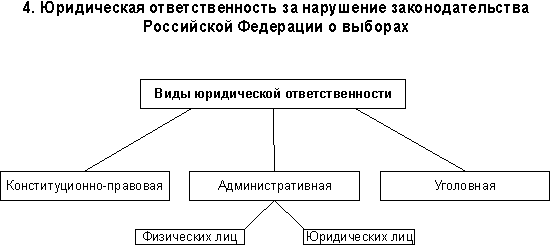 4. Юридическая ответственность за нарушение законодательства
Российской Федерации о выборах
Виды юридической ответственности
Конституционно-правовая
Административная
Уголовная
Физических лиц
Юридических лиц